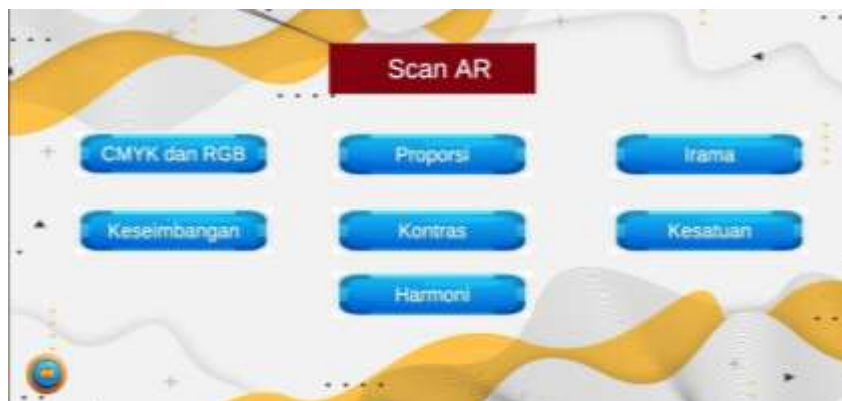 Scan AR
CMYK dan RGB
Proporsi
Irama
Keseimbangan
Kontras
Kesatuan
Harmoni